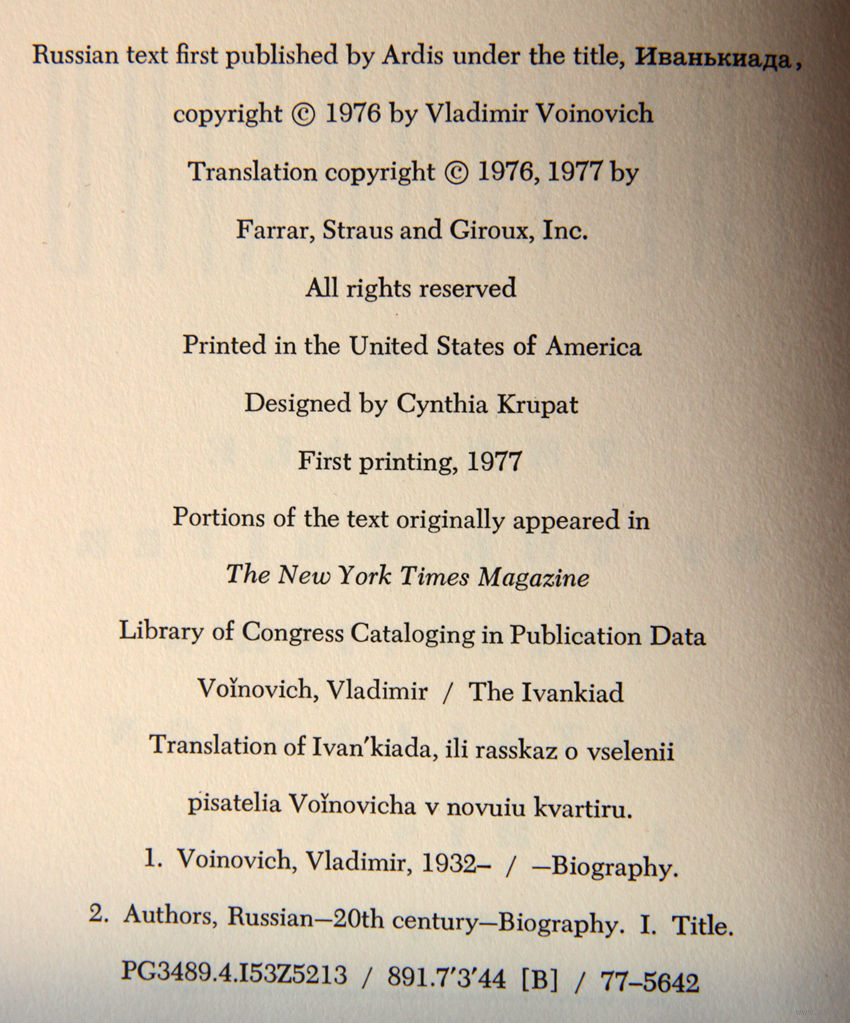 Russian text first published by Ardis under the title, Иванькиада,
copyright © 1976 by Vladimir Voinovich
Translation copyright © 1976, 1977 by
Farrar, Straus and Giroux, Inc.
All rights reserved
Printed in the United States of America
Designed by Cynthia Krupat
First printing, 1977
Portions of the text originally appeared in
The New York Times Magazine
Library of Congress Cataloging in Publication Data
Voĭnovich, Vladimir / The Ivankiad
Translation of Ivan'kiada, ili rasskaz o vselenii
pisatelia Voĭnovicha v novuiu kvartiru.
1. Voinovich, Vladimir, 1932– / —Biography.
2. Authors, Russian—20th century—Biography. I. Title.
PG3489.4.I53Z5213 / 891.7'3'44 [B] / 77–5642